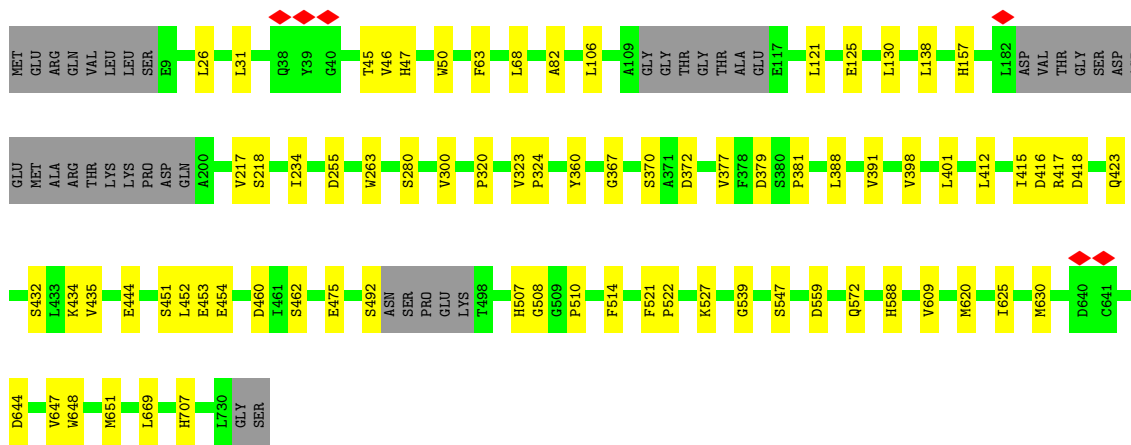 MET GLU ARG GLN VAL LEU LEU SER E9 L26 L31 Q38 Y39 G40 T45 V46 H47 W50 F63 L68 A82 L106 A109 GLY GLY THR GLY THR ALA GLU E117 L121 E125 L130 L138 H157 L182 ASP VAL THR GLY SER ASP
GLU MET ALA ARG THR LYS LYS PRO ASP GLN A200 V217 S218 I234 D255 W263 S280 V300 P320 V323 P324 Y360 G367 S370 A371 D372 V377 F378 D379 S380 P381 L388 V391 V398 L401 L412 I415 D416 R417 D418 Q423
S432 L433 K434 V435 E444 S451 L452 E453 E454 D460 I461 S462 E475 S492 ASN SER PRO GLU LYS T498 H507 G508 G509 P510 F514 F521 P522 K527 G539 S547 D559 Q572 H588 V609 M620 I625 M630 D640 C641
D644 V647 W648 M651 L669 H707 L730 GLY SER